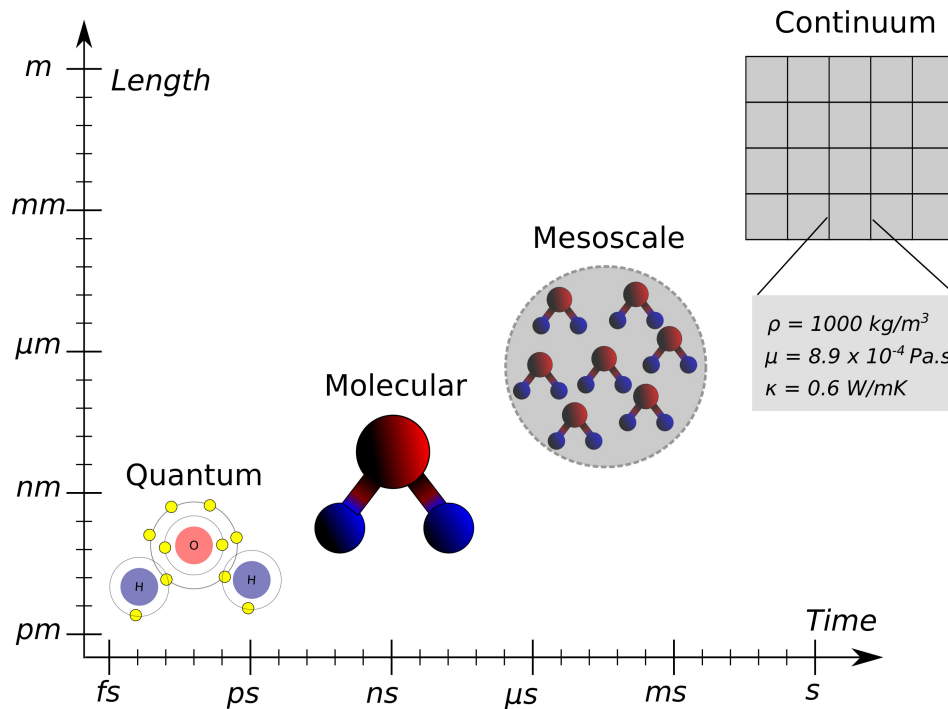 Continuum
m
Length
mm
Mesoscale
μm
ρ = 1000 kg/m³
μ = 8.9 x 10⁻⁴ Pa.s
κ = 0.6 W/mK
Molecular
Quantum
nm
O
H
H
pm
Time
fs
ps
ns
μs
ms
s